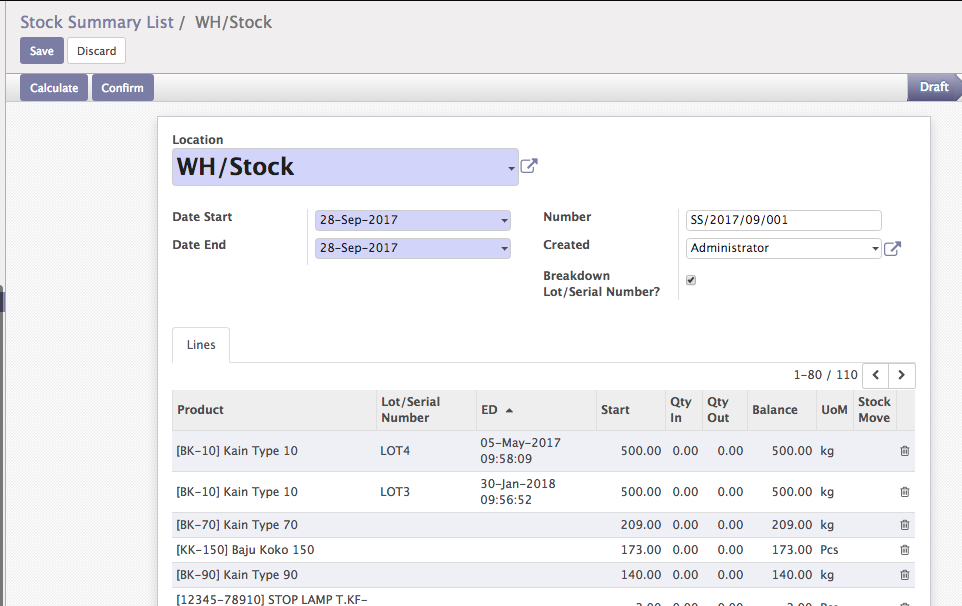 Stock Summary List / WH/Stock
Save Discard
Calculate Confirm Draft
Location
WH/Stock
Date Start 28-Sep-2017 Number SS/2017/09/001
Date End 28-Sep-2017 Created Administrator
Breakdown
Lot/Serial Number?
Lines
1-80 / 110
Product Lot/Serial Number ED Start Qty In Qty Out Balance UoM Stock Move
[BK-10] Kain Type 10 LOT4 05-May-2017 09:58:09 500.00 0.00 0.00 500.00 kg
[BK-10] Kain Type 10 LOT3 30-Jan-2018 09:56:52 500.00 0.00 0.00 500.00 kg
[BK-70] Kain Type 70 209.00 0.00 0.00 209.00 kg
[KK-150] Baju Koko 150 173.00 0.00 0.00 173.00 Pcs
[BK-90] Kain Type 90 140.00 0.00 0.00 140.00 kg
[12345-78910] STOP LAMP T.KF-